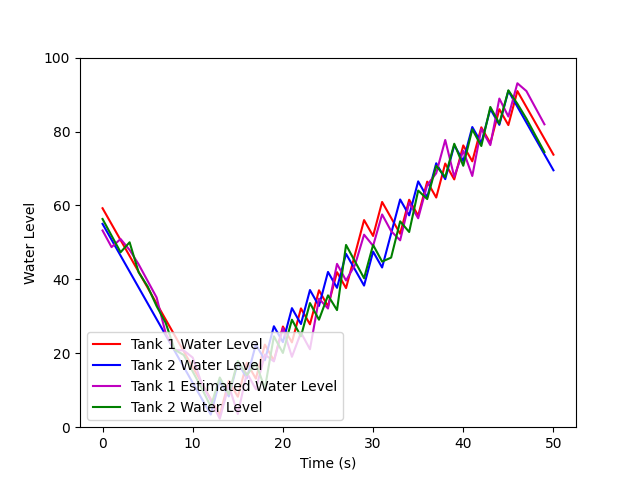 100
80
60
40
20
0
Water Level
Tank 1 Water Level
Tank 2 Water Level
Tank 1 Estimated Water Level
Tank 2 Water Level
0 10 20 30 40 50
Time (s)